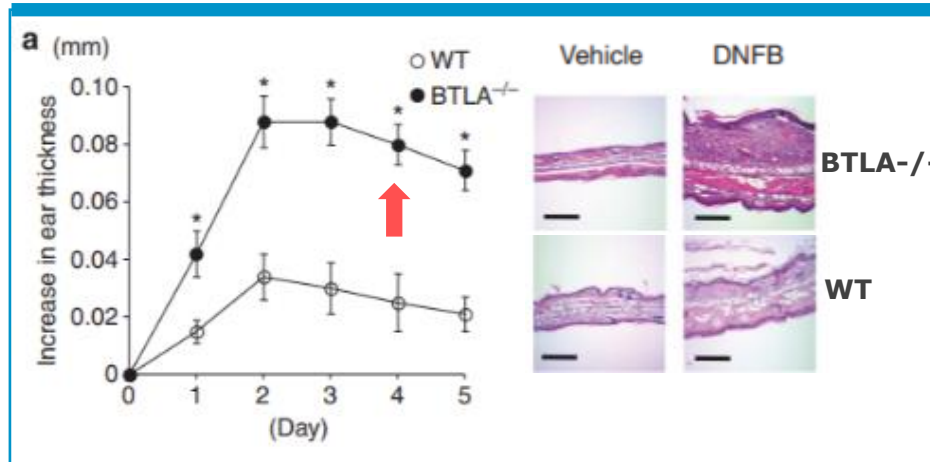 a (mm)
WT
BTLA−/−
* * * * *
0.10
0.08
0.06
0.04
0.02
0
Increase in ear thickness
0 1 2 3 4 5
(Day)
Vehicle DNFB
BTLA-/-
WT